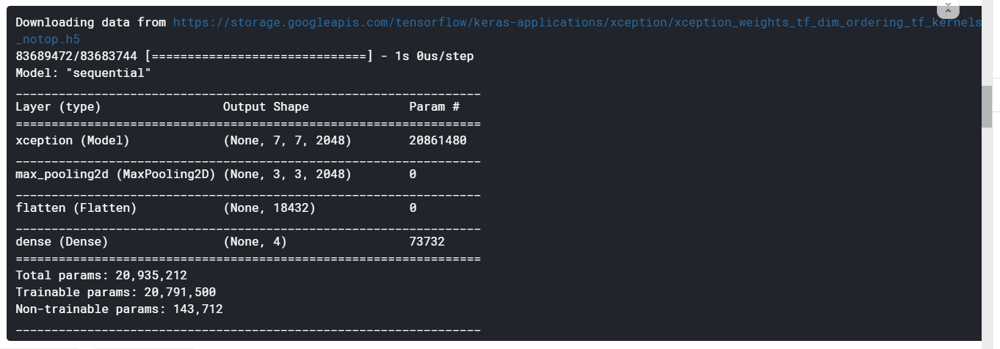 Downloading data from https://storage.googleapis.com/tensorflow/keras-applications/xception/xception_weights_tf_dim_ordering_tf_kernels
_notop.h5
83689472/83683744 [==============================] - 1s 0us/step
Model: "sequential"
_________________________________________________________________
Layer (type)                 Output Shape              Param #
=================================================================
xception (Model)             (None, 7, 7, 2048)        20861480
_________________________________________________________________
max_pooling2d (MaxPooling2D) (None, 3, 3, 2048)        0
_________________________________________________________________
flatten (Flatten)            (None, 18432)             0
_________________________________________________________________
dense (Dense)                (None, 4)                 73732
=================================================================
Total params: 20,935,212
Trainable params: 20,791,500
Non-trainable params: 143,712
_________________________________________________________________